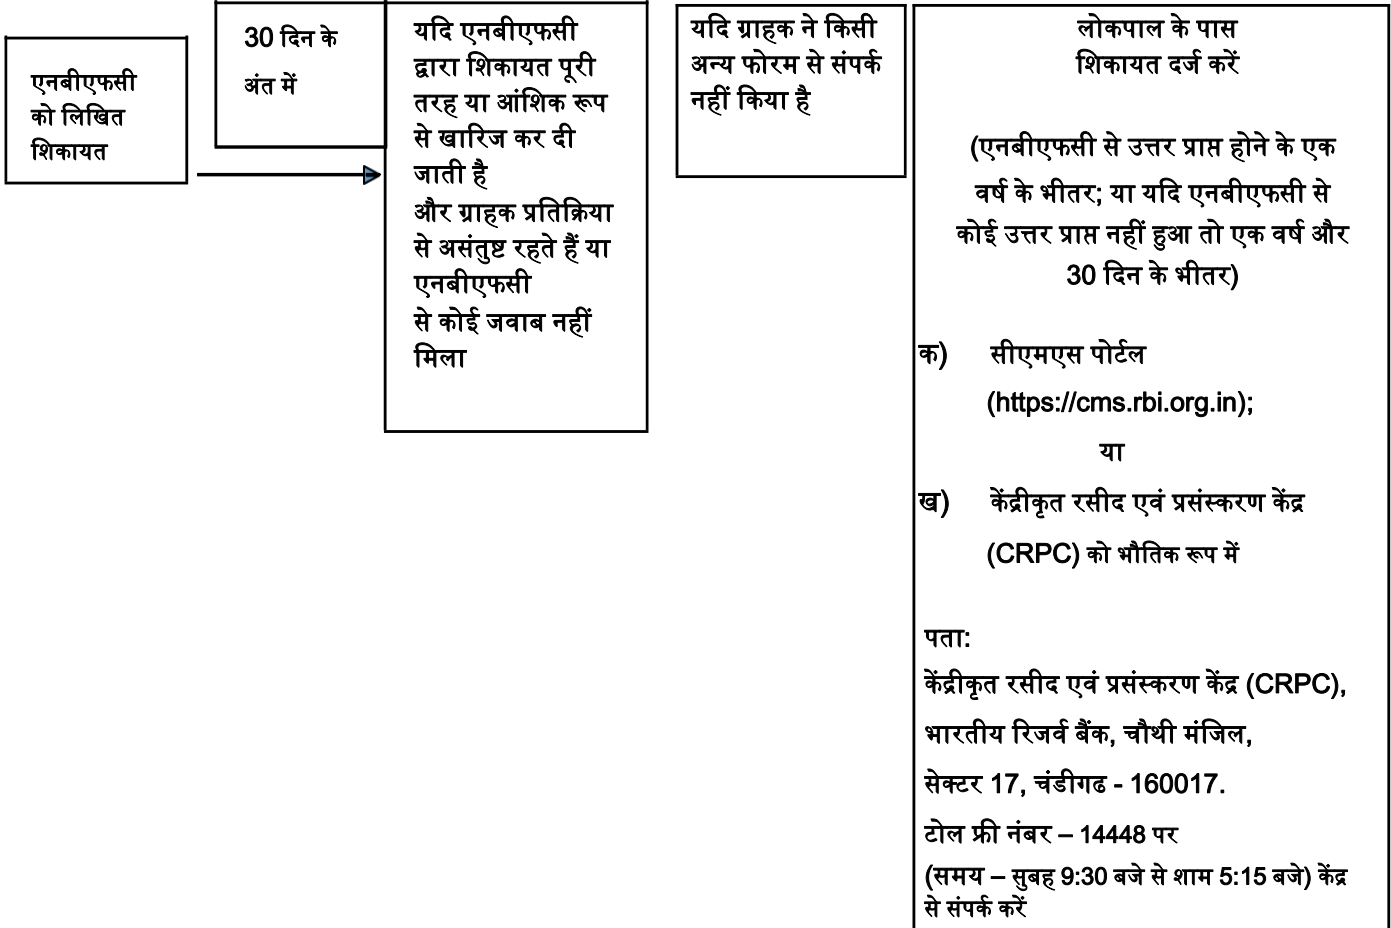 एनबीएफसी
को लिखित
शिकायत
30 दिन के
अंत में
यदि एनबीएफसी
द्वारा शिकायत पूरी
तरह या आंशिक रूप
से खारिज कर दी
जाती है
और ग्राहक प्रतिक्रिया
से असंतुष्ट रहते हैं या
एनबीएफसी
से कोई जवाब नहीं
मिला
यदि ग्राहक ने किसी
अन्य फोरम से संपर्क
नहीं किया है
लोकपाल के पास
शिकायत दर्ज करें
(एनबीएफसी से उत्तर प्राप्त होने के एक
वर्ष के भीतर; या यदि एनबीएफसी से
कोई उत्तर प्राप्त नहीं हुआ तो एक वर्ष और
30 दिन के भीतर)
क) सीएमएस पोर्टल
(https://cms.rbi.org.in);
या
ख) केंद्रीकृत रसीद एवं प्रसंस्करण केंद्र
(CRPC) को भौतिक रूप में
पता:
केंद्रीकृत रसीद एवं प्रसंस्करण केंद्र (CRPC),
भारतीय रिजर्व बैंक, चौथी मंजिल,
सेक्टर 17, चंडीगढ - 160017.
टोल फ्री नंबर – 14448 पर
(समय – सुबह 9:30 बजे से शाम 5:15 बजे) केंद्र
से संपर्क करें